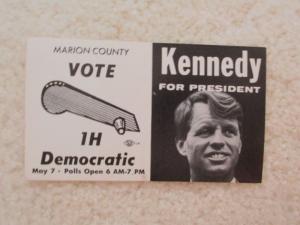 MARION COUNTY
VOTE
1H
Democratic
May 7 - Polls Open 6 AM-7 PM
Kennedy
FOR PRESIDENT